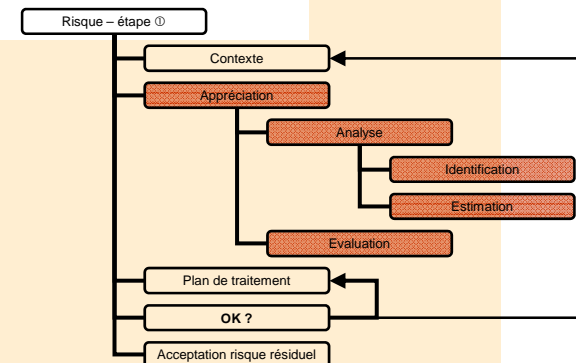 Risque – étape ①
Contexte
Appréciation
Analyse
Identification
Estimation
Evaluation
Plan de traitement
OK ?
Acceptation risque résiduel